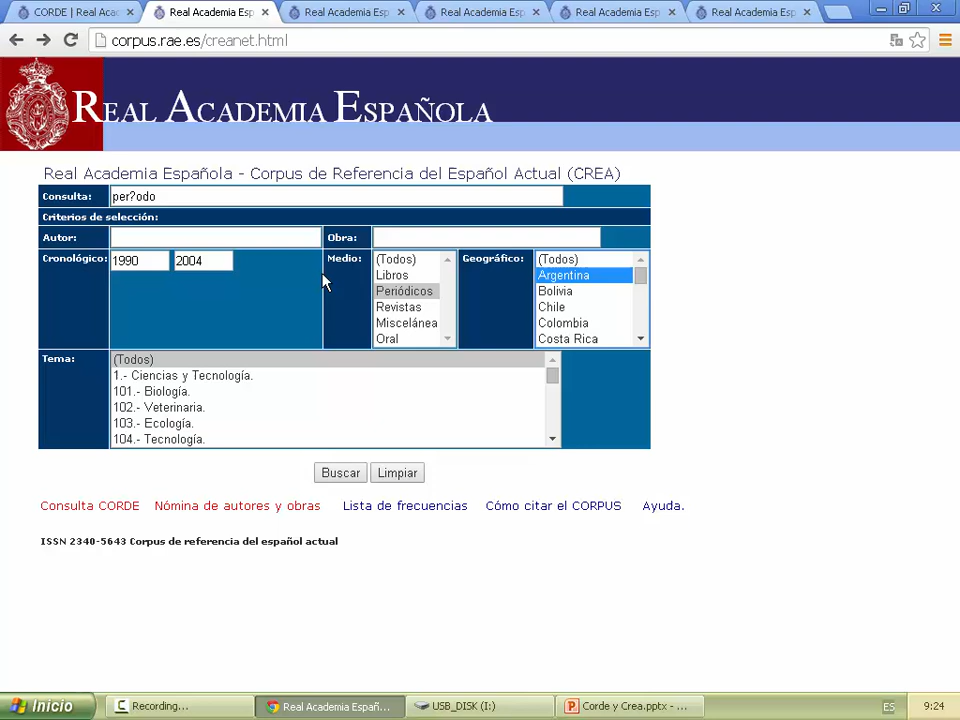 CORDE | Real Acad
Real Academia Esp
Real Academia Esp
Real Academia Esp
Real Academia Esp
Real Academia Esp
corpus.rae.es/creanet.html
REAL ACADEMIA ESPAÑOLA
Real Academia Española - Corpus de Referencia del Español Actual (CREA)
Consulta: per?odo
Criterios de selección:
Autor: Obra:
Cronológico: 1990 2004 Medio: (Todos) Geográfico: (Todos)
Libros Argentina
Periódicos Bolivia
Revistas Chile
Miscelánea Colombia
Oral Costa Rica
Tema: (Todos)
1.- Ciencias y Tecnología.
101.- Biología.
102.- Veterinaria.
103.- Ecología.
104.- Tecnología.
Buscar Limpiar
Consulta CORDE Nómina de autores y obras Lista de frecuencias Cómo citar el CORPUS Ayuda.
ISSN 2340-5643 Corpus de referencia del español actual
Inicio Recording... Real Academia Españ... USB_DISK (I:) Corde y Crea.pptx - ... ES 9:24